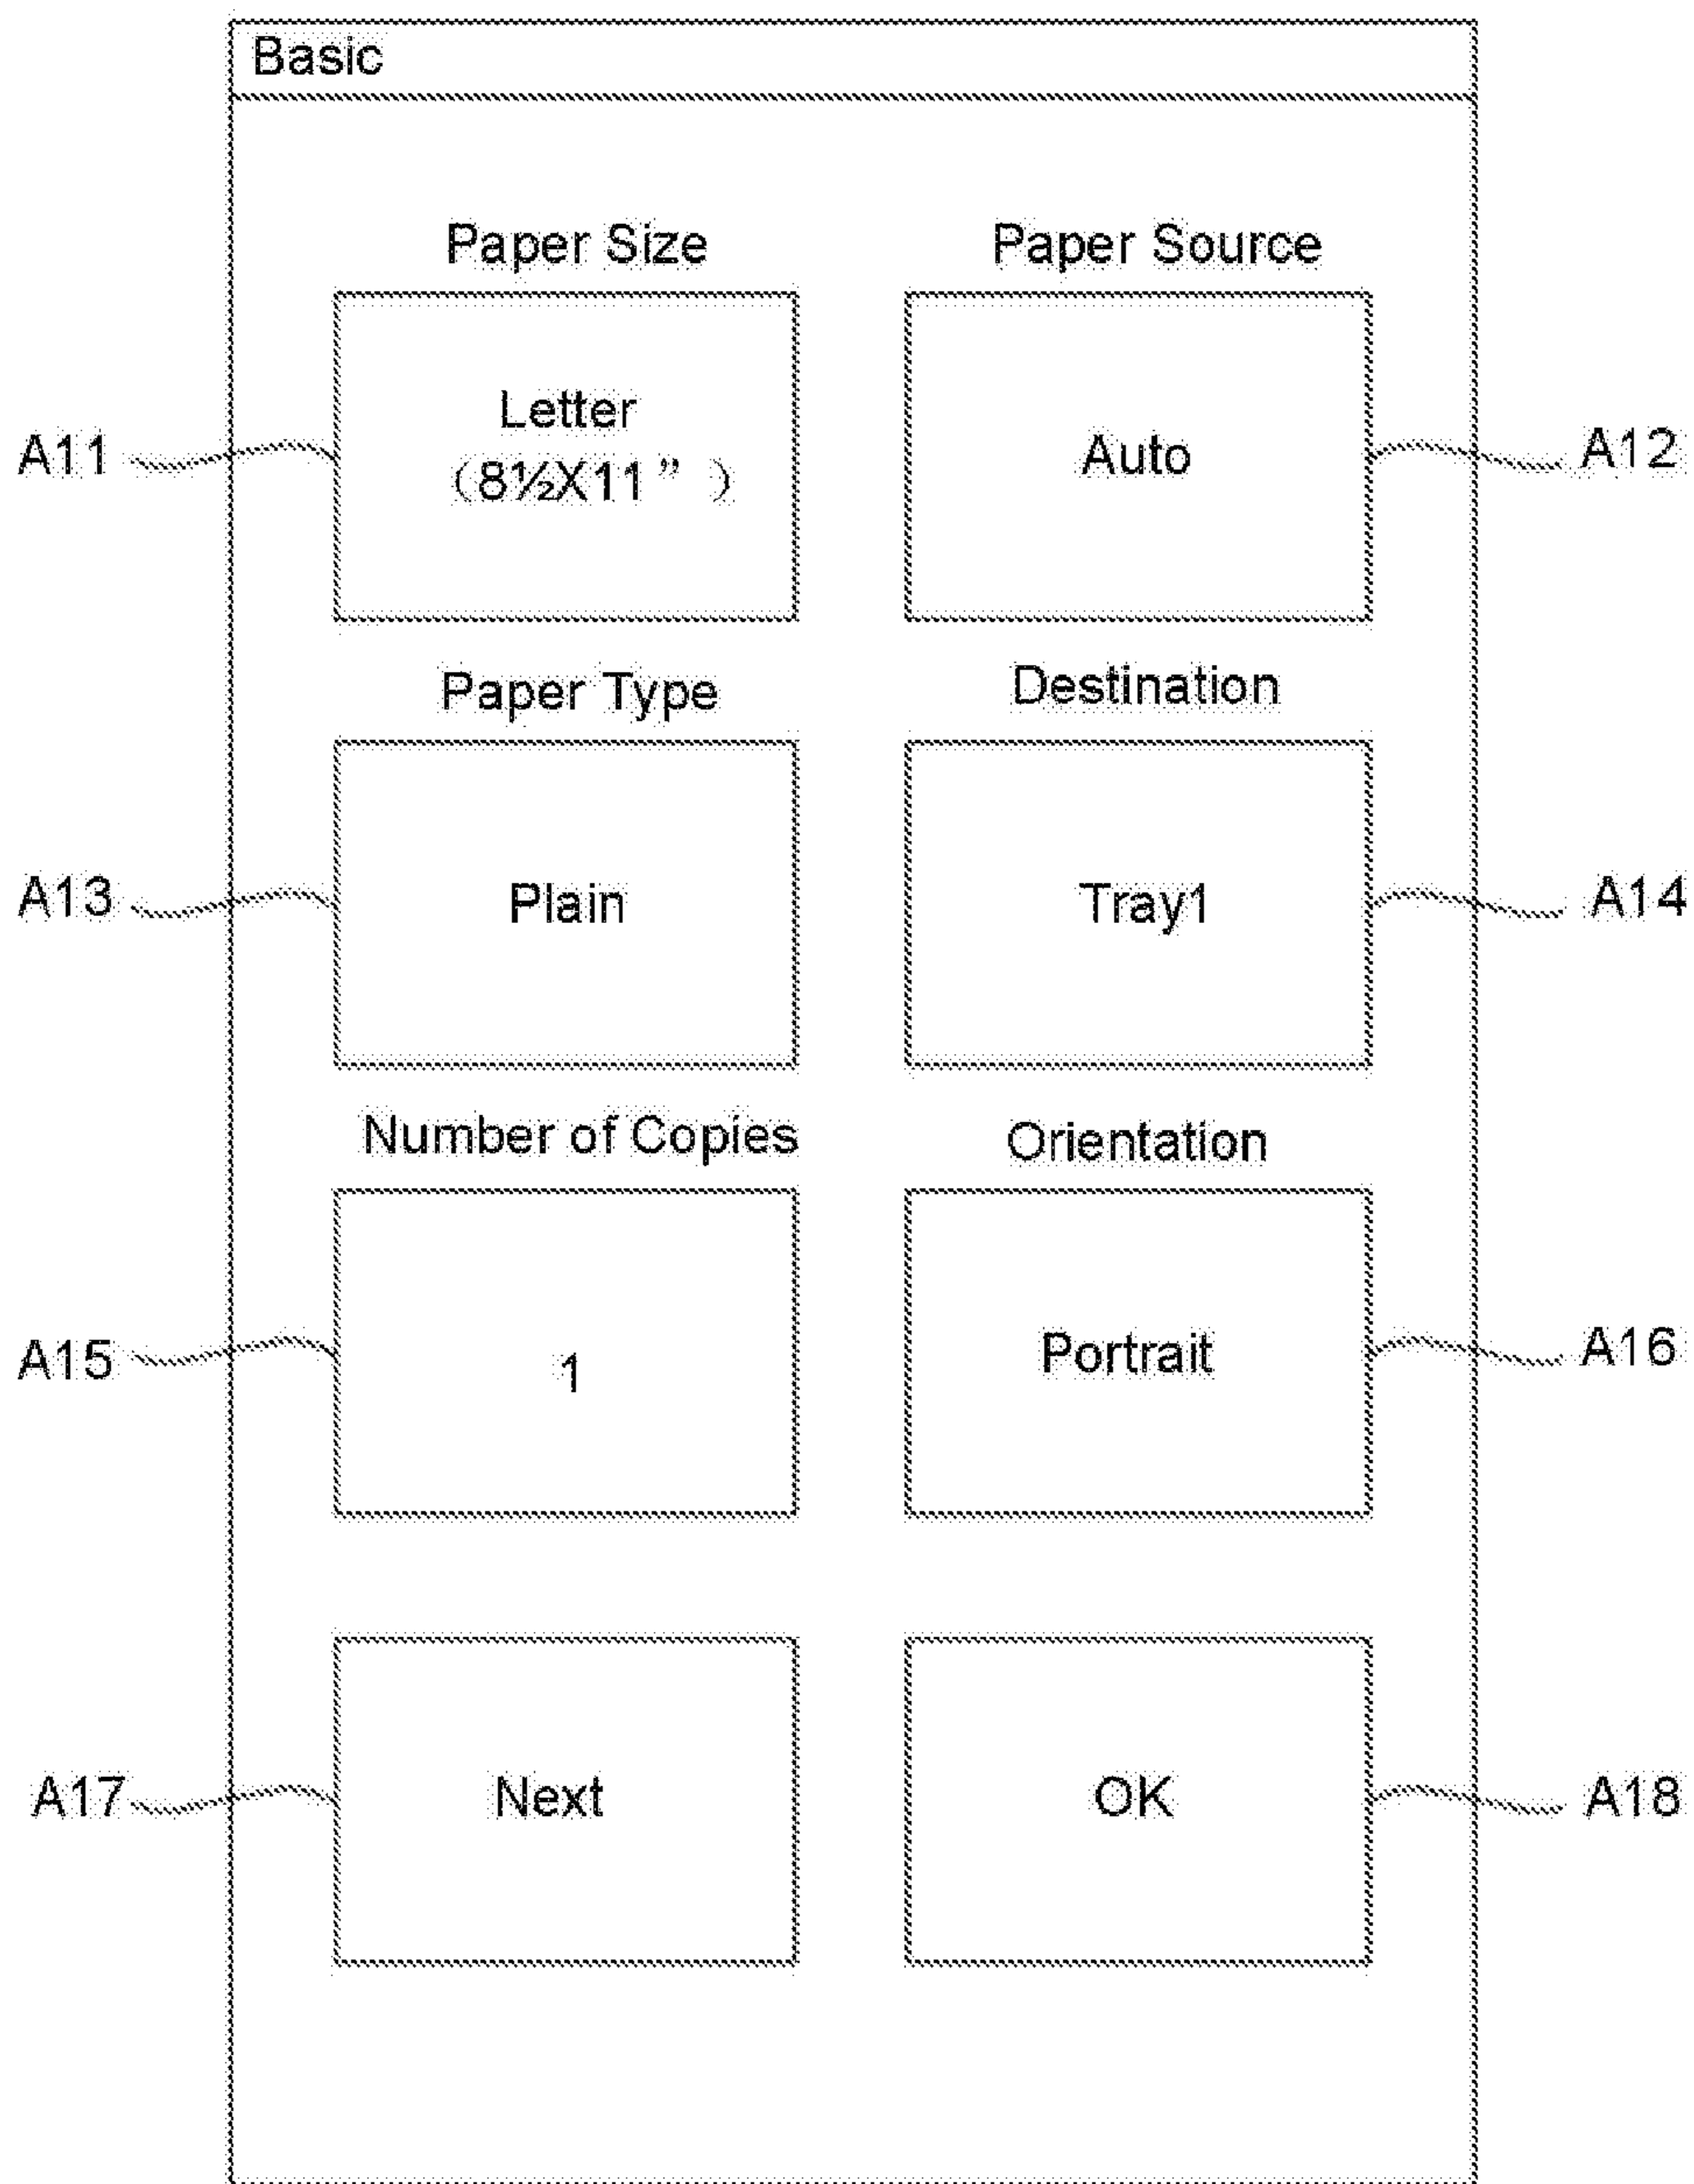 Basic
Paper Size
Paper Source
A11
Letter
(8½X11")
Auto
A12
Paper Type
Destination
A13
Plain
Tray1
A14
Number of Copies
Orientation
A15
1
Portrait
A16
A17
Next
OK
A18